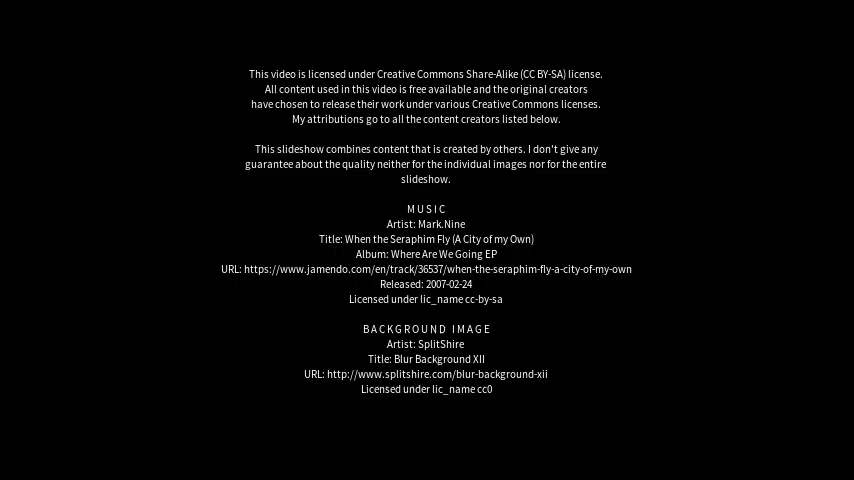 This video is licensed under Creative Commons Share-Alike (CC BY-SA) license.
All content used in this video is free available and the original creators
have chosen to release their work under various Creative Commons licenses.
My attributions go to all the content creators listed below.
This slideshow combines content that is created by others. I don't give any
guarantee about the quality neither for the individual images nor for the entire
slideshow.
MUSIC
Artist: Mark.Nine
Title: When the Seraphim Fly (A City of my Own)
Album: Where Are We Going EP
URL: https://www.jamendo.com/en/track/36537/when-the-seraphim-fly-a-city-of-my-own
Released: 2007-02-24
Licensed under lic_name cc-by-sa
BACKGROUND IMAGE
Artist: SplitShire
Title: Blur Background XII
URL: http://www.splitshire.com/blur-background-xii
Licensed under lic_name cc0